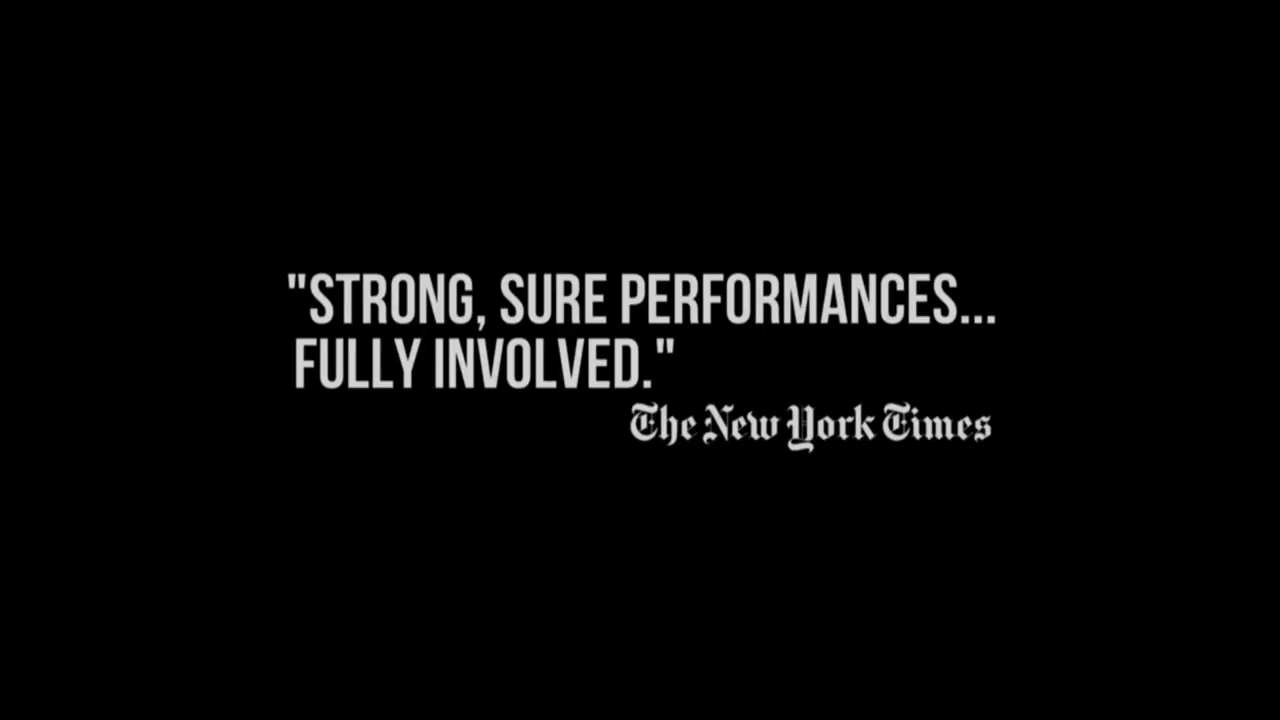 "STRONG, SURE PERFORMANCES...
FULLY INVOLVED."
The New York Times